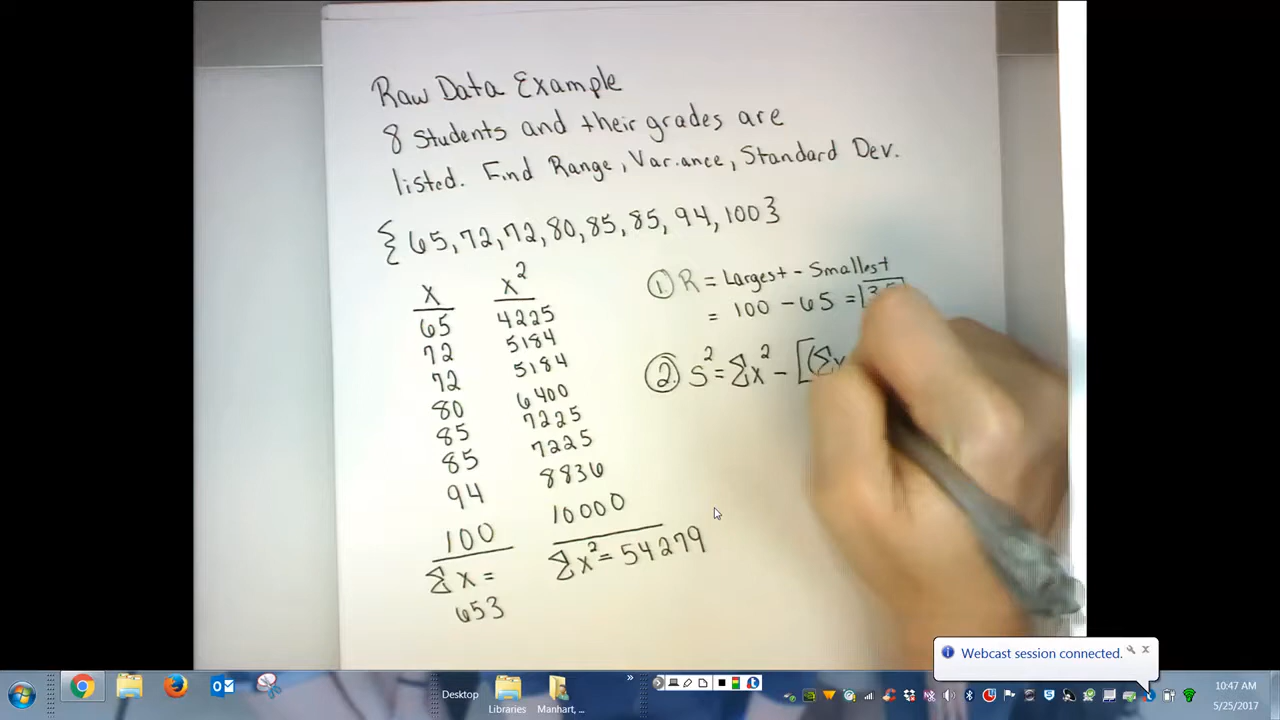 Raw Data Example
8 Students and their grades are
listed. Find Range, Variance, Standard Dev.
{65, 72, 72, 80, 85, 85, 94, 100}
x x²
65 4225
72 5184
72 5184
80 6400
85 7225
85 7225
94 8836
100 10000
Σx = Σx² = 54279
653
① R = Largest - Smallest
= 100 - 65 =
② S² = Σx² - [(Σx
Webcast session connected.
Desktop
Libraries
Manhart, ...
10:47 AM
5/25/2017